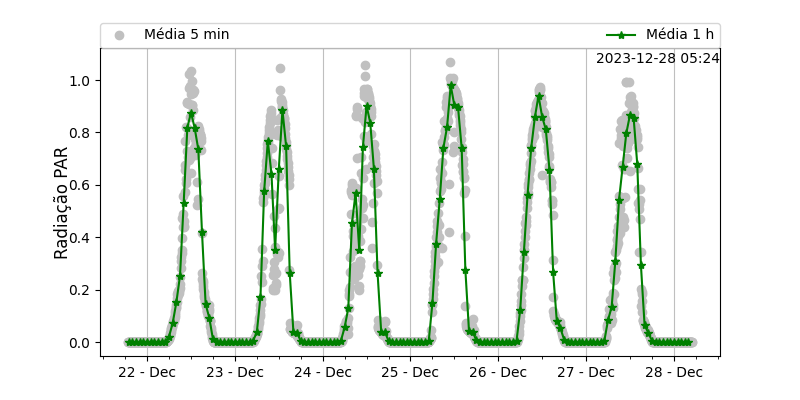 Média 5 min
Média 1 h
2023-12-28 05:24
Radiação PAR
1.0
0.8
0.6
0.4
0.2
0.0
22 - Dec
23 - Dec
24 - Dec
25 - Dec
26 - Dec
27 - Dec
28 - Dec